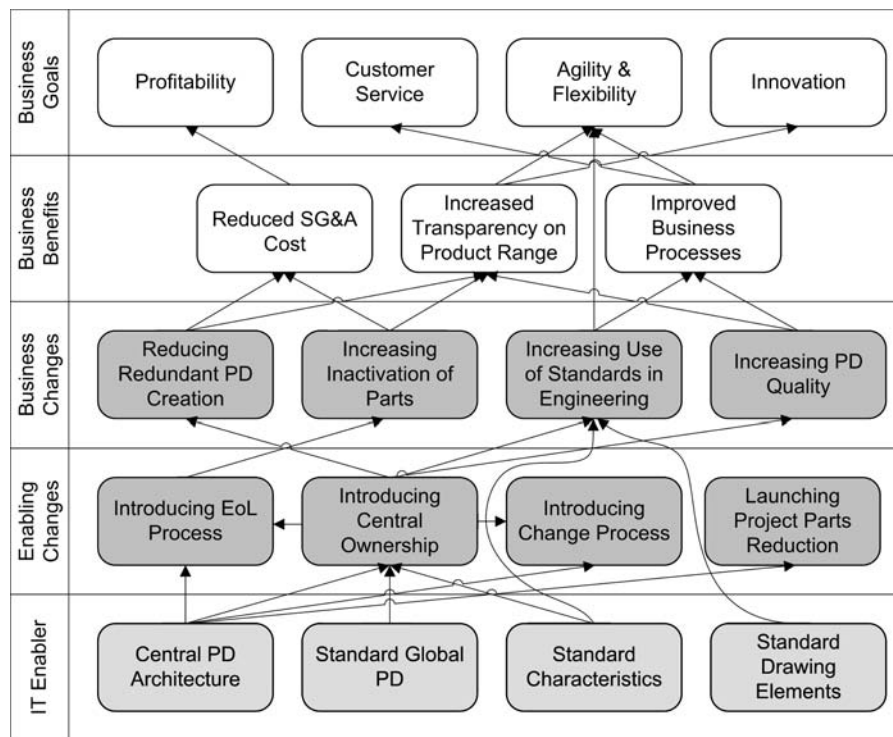 Business
Goals
Profitability
Customer
Service
Agility &
Flexibility
Innovation
Business
Benefits
Reduced SG&A
Cost
Increased
Transparency on
Product Range
Improved
Business
Processes
Business
Changes
Reducing
Redundant PD
Creation
Increasing
Inactivation of
Parts
Increasing Use
of Standards in
Engineering
Increasing PD
Quality
Enabling
Changes
Introducing EoL
Process
Introducing
Central
Ownership
Introducing
Change Process
Launching
Project Parts
Reduction
IT Enabler
Central PD
Architecture
Standard Global
PD
Standard
Characteristics
Standard
Drawing
Elements